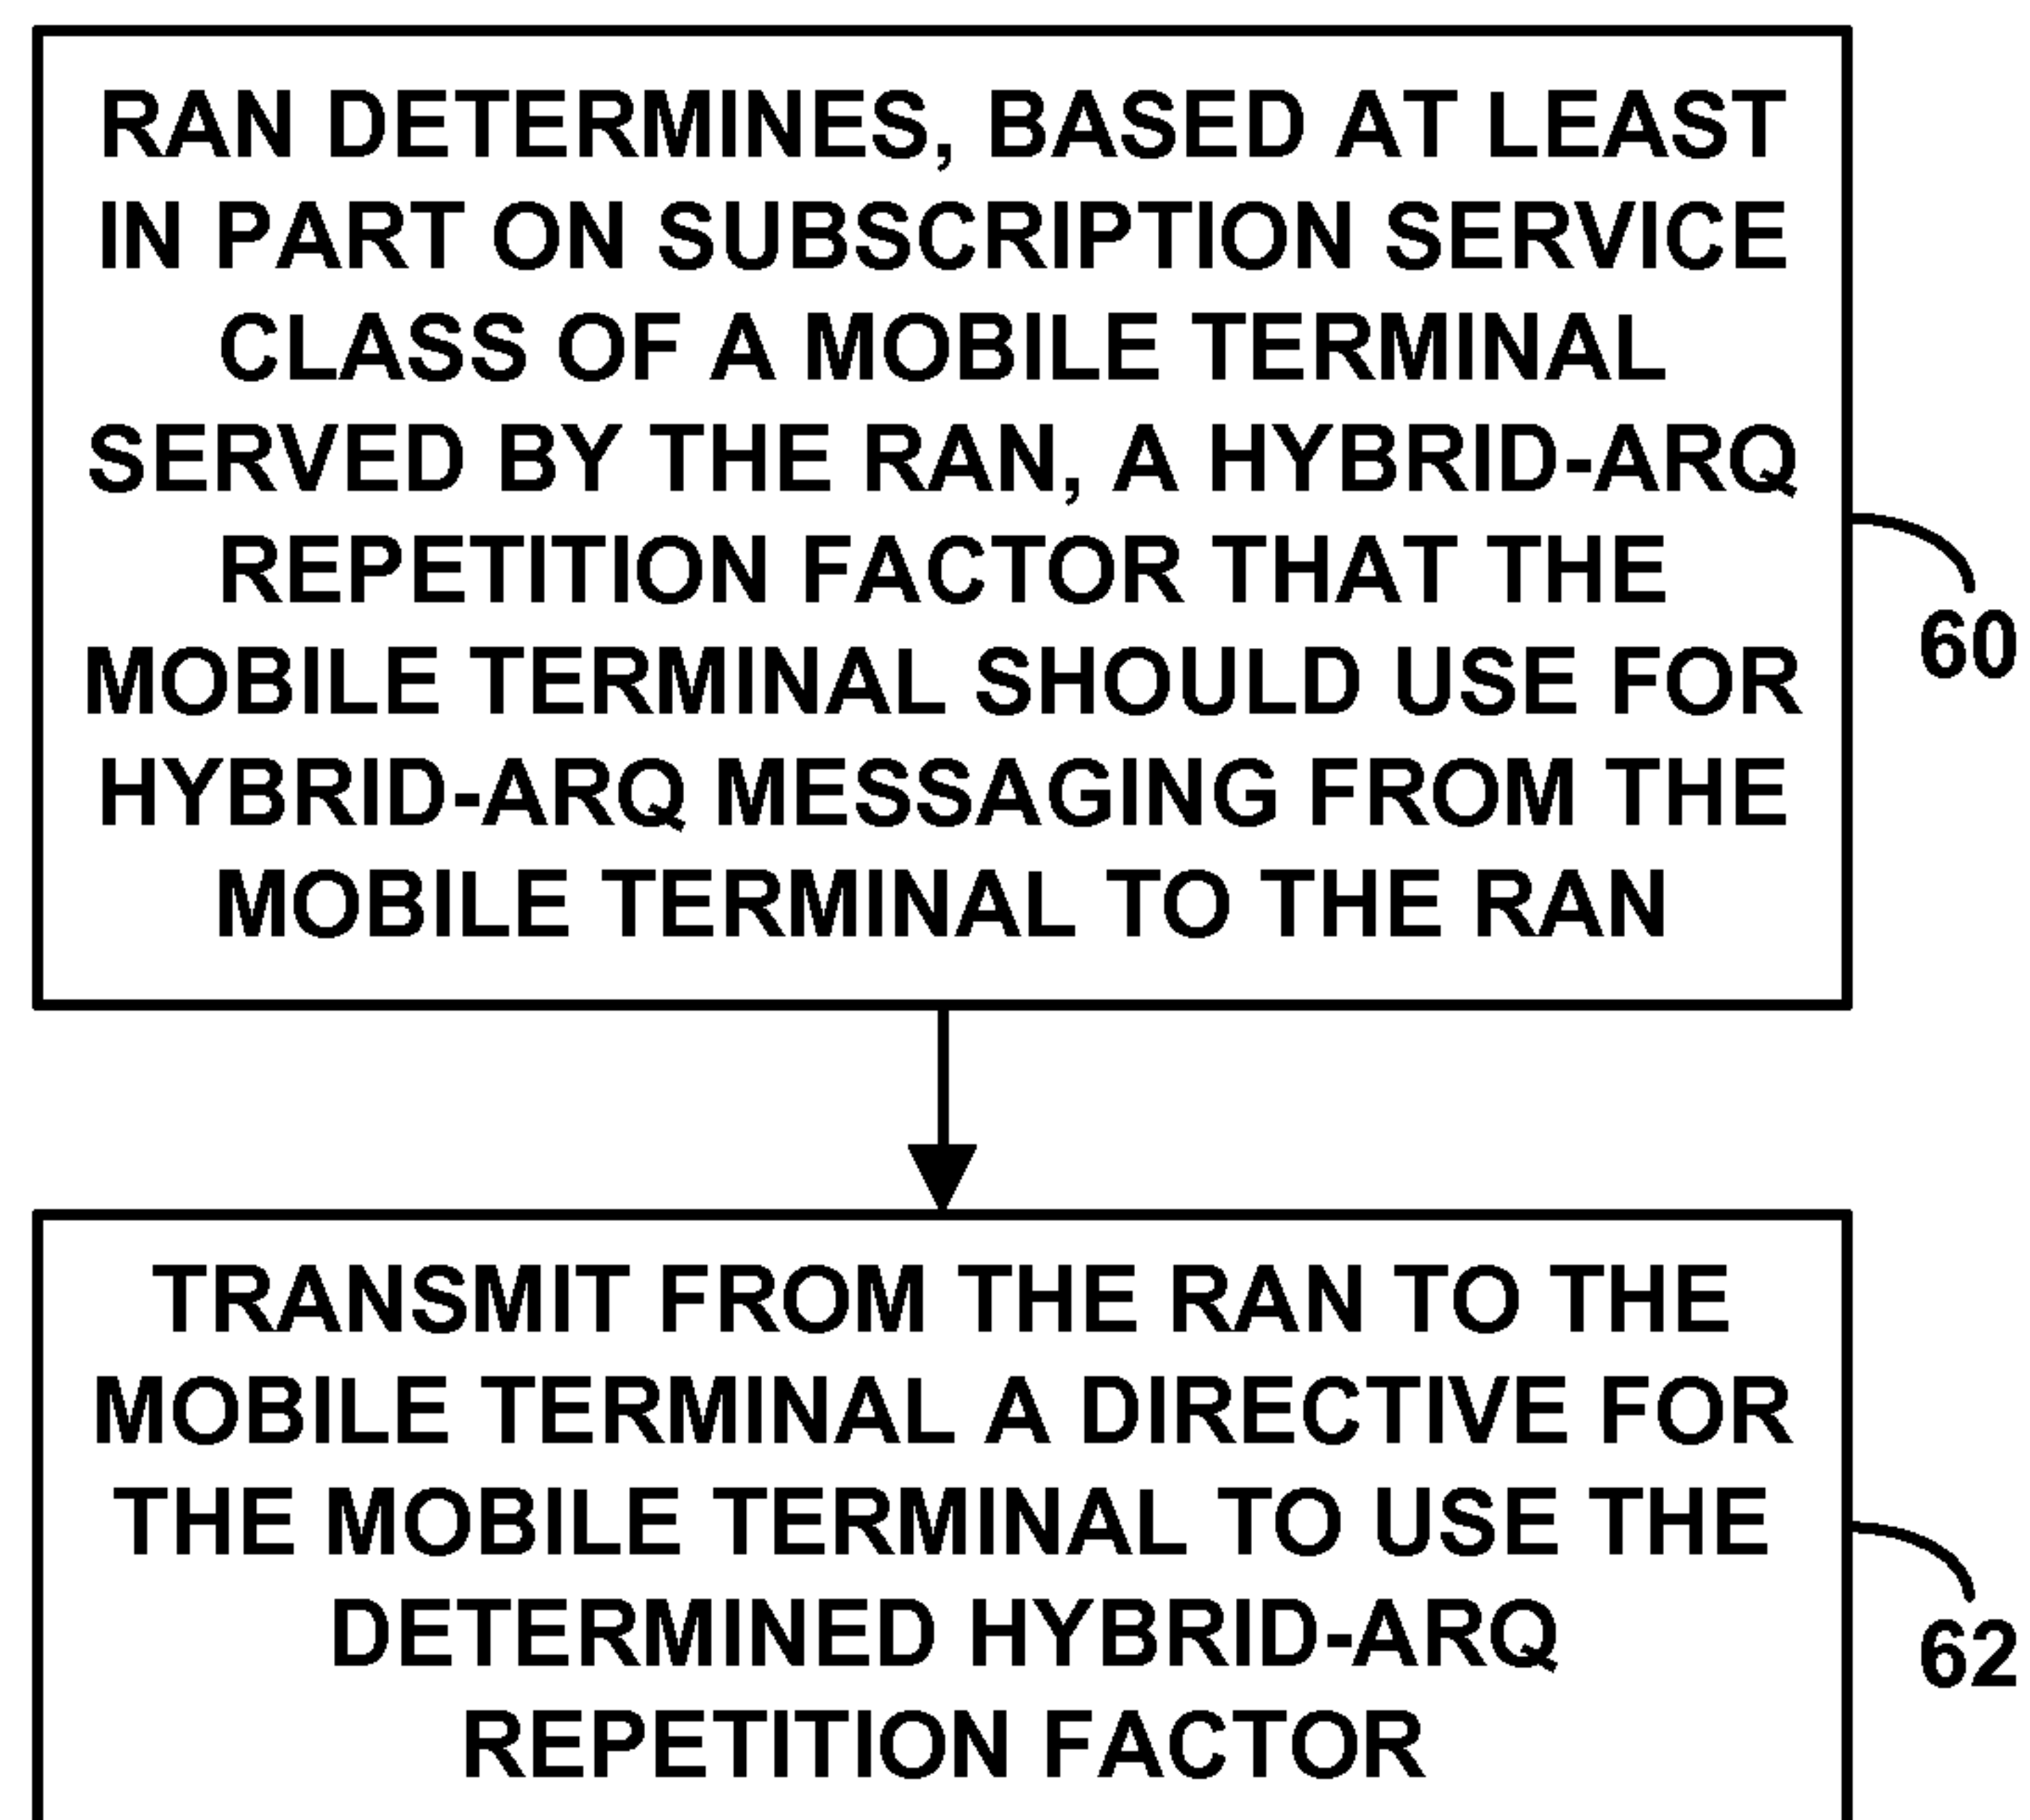 RAN DETERMINES, BASED AT LEAST
IN PART ON SUBSCRIPTION SERVICE
CLASS OF A MOBILE TERMINAL
SERVED BY THE RAN, A HYBRID-ARQ
REPETITION FACTOR THAT THE
MOBILE TERMINAL SHOULD USE FOR
HYBRID-ARQ MESSAGING FROM THE
MOBILE TERMINAL TO THE RAN
60
TRANSMIT FROM THE RAN TO THE
MOBILE TERMINAL A DIRECTIVE FOR
THE MOBILE TERMINAL TO USE THE
DETERMINED HYBRID-ARQ
REPETITION FACTOR
62